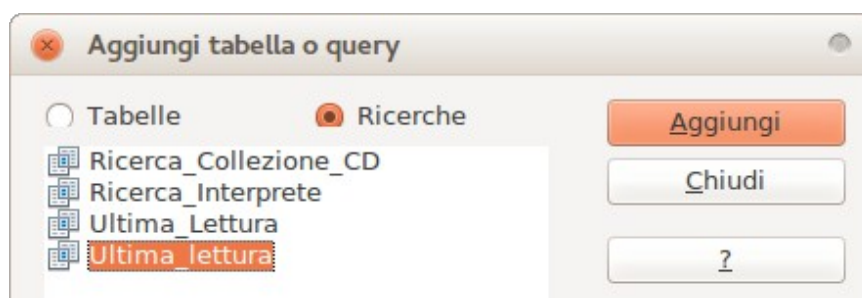 Aggiungi tabella o query
Tabelle Ricerche
Aggiungi
Ricerca_Collezione_CD
Ricerca_Interprete
Chiudi
Ultima_Lettura
Ultima_lettura
?